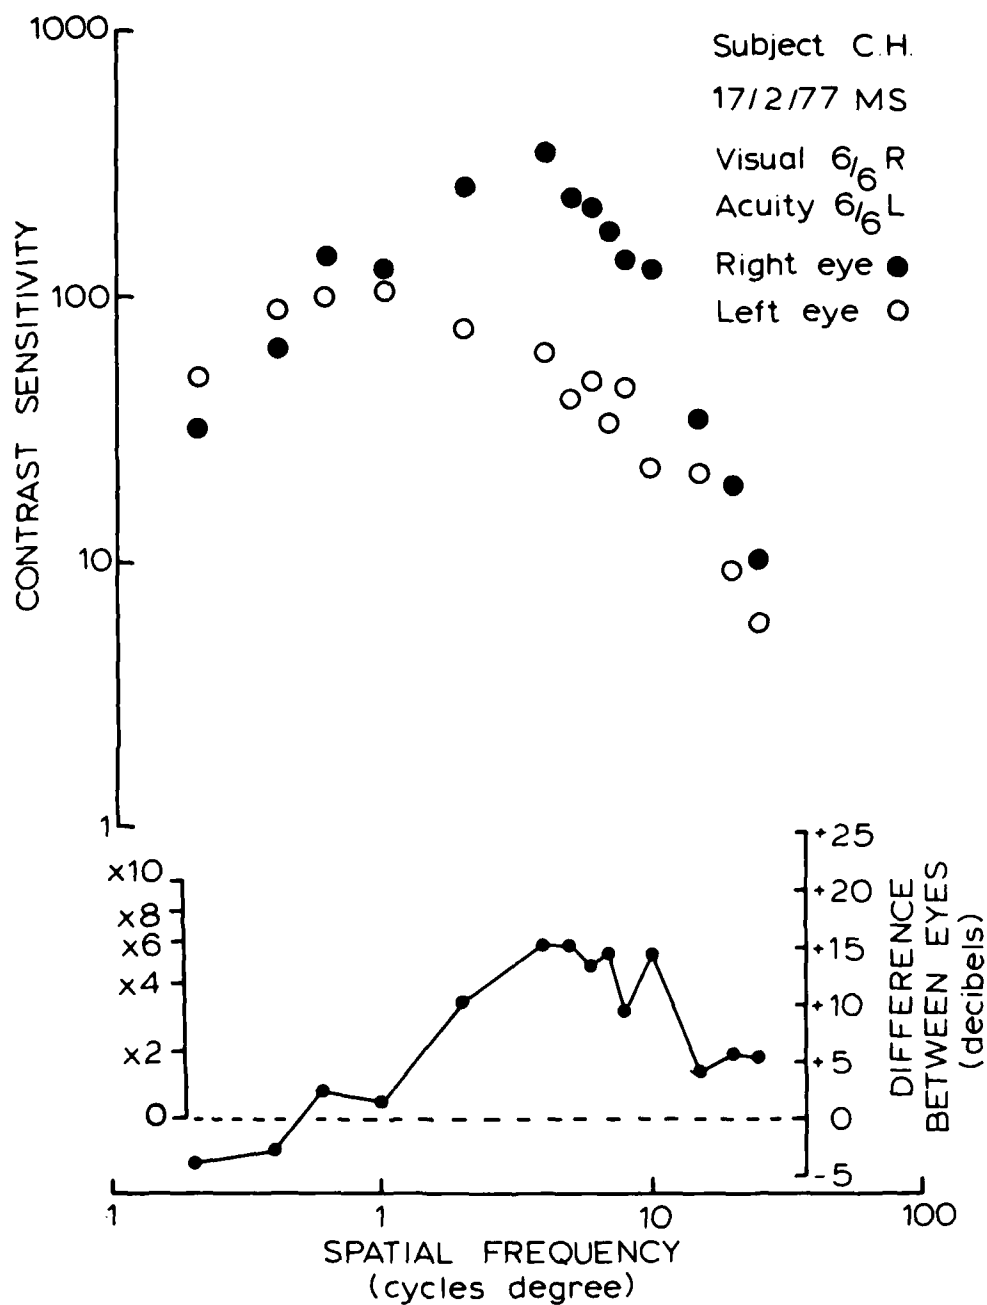 1000
Subject C.H.
17/2/77 MS
Visual 6/6 R
Acuity 6/6 L
Right eye
Left eye
CONTRAST SENSITIVITY
100
10
1
x10
x8
x6
x4
x2
0
+25
+20
+15
+10
+5
0
-5
DIFFERENCE
BETWEEN EYES
(decibels)
·1
1
10
100
SPATIAL FREQUENCY
(cycles degree)